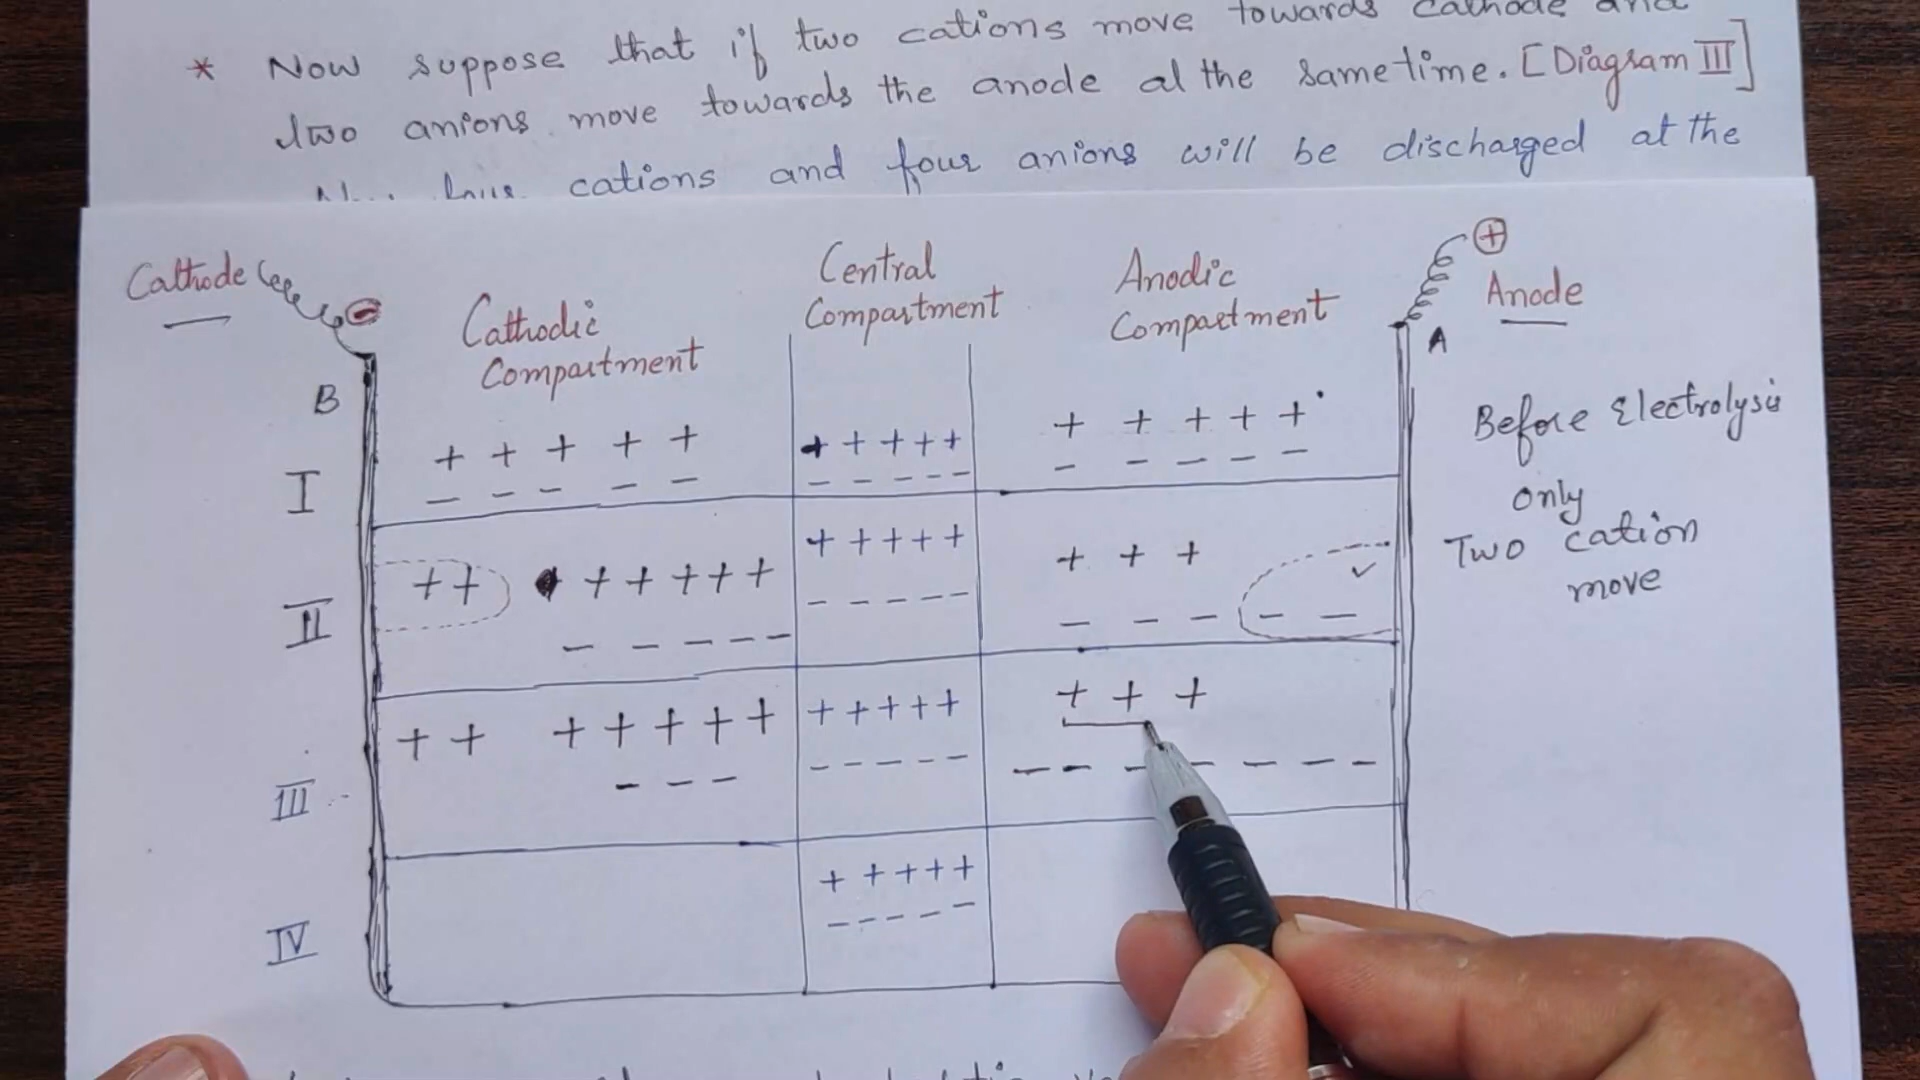 * Now suppose that if two cations move towards cathode and
two anions move towards the anode at the same time. [Diagram III]
cations and four anions will be discharged at the
Cathode
Cathodic
Compartment
Central
Compartment
Anodic
Compartment
+
Anode
-
B
A
Before Electrolysis
I
+ + + + +
+ + + + +
+ + + + +
- - - - -
- - - - -
- - - - -
only
Two cation
move
II
+ + + + + + +
+ + + + +
+ + +
✓
- - - - -
- - - - -
- - - - -
III
+ + + + + + +
+ + + + +
+ + +
- - -
- - - - -
- - - - - - -
IV
+ + + + +
- - - - -